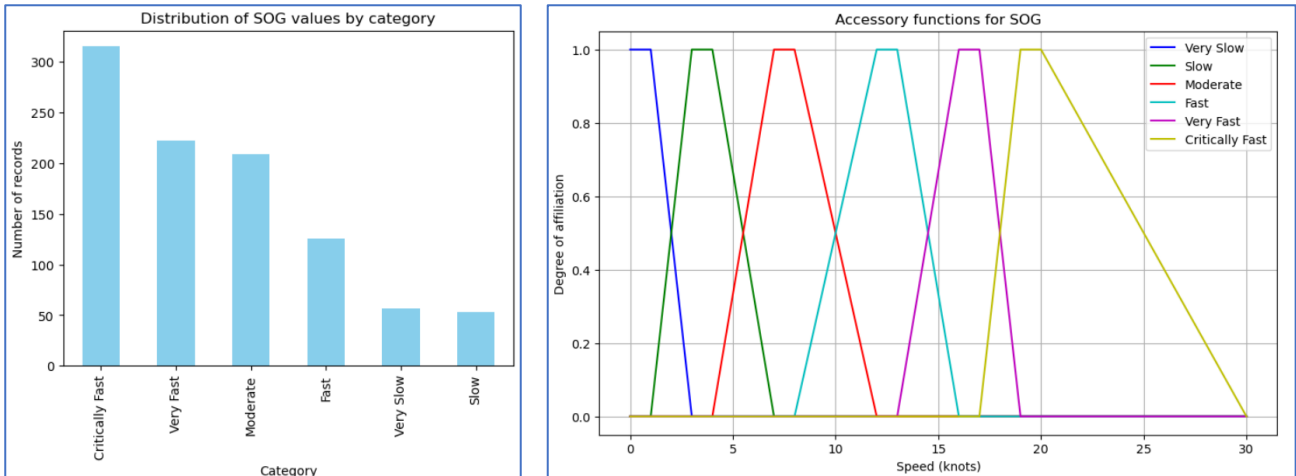 Distribution of SOG values by category
Number of records
300
250
200
150
100
50
0
Critically Fast
Very Fast
Moderate
Fast
Very Slow
Slow
Category
Accessory functions for SOG
Degree of affiliation
1.0
0.8
0.6
0.4
0.2
0.0
0 5 10 15 20 25 30
Speed (knots)
Very Slow
Slow
Moderate
Fast
Very Fast
Critically Fast